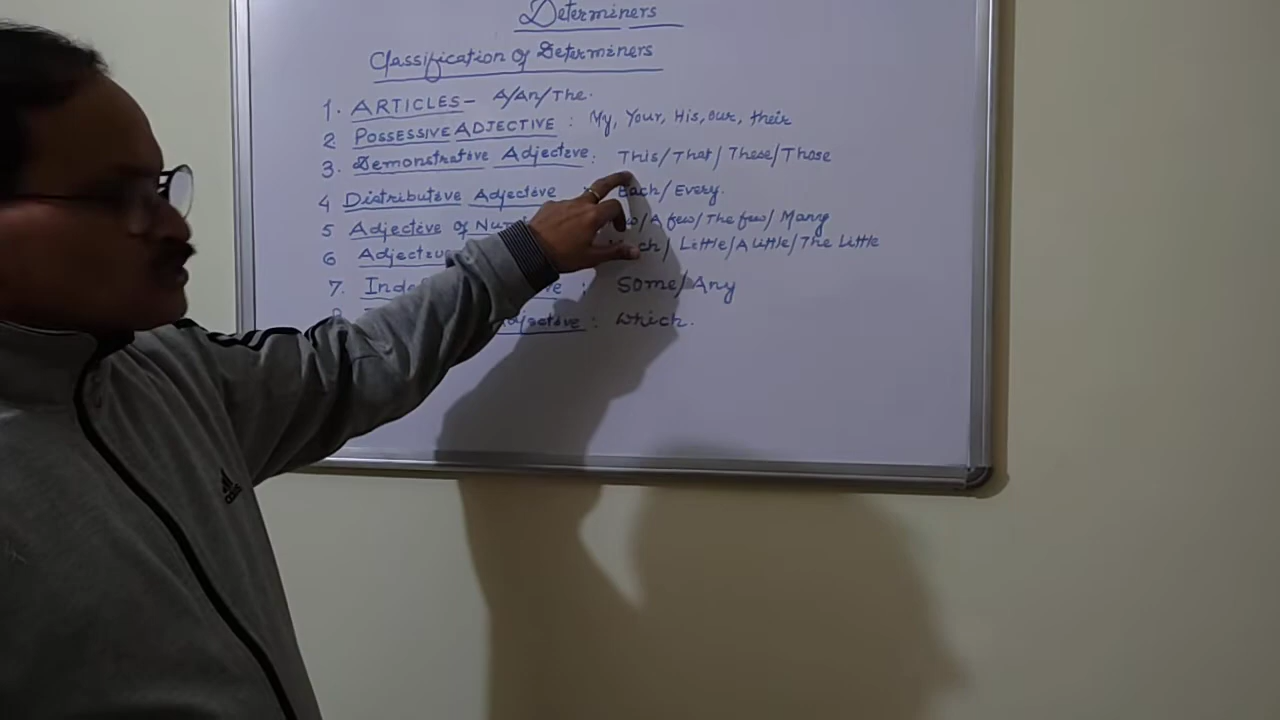 Determiners
Classification of Determiners
1. ARTICLES - A/An/The.
2 POSSESSIVE ADJECTIVE : My, Your, His, our, their
3. Demonstrative Adjective: This/That/These/Those
4 Distributive Adjective : Each/Every.
5 Adjective of /A few/The few/Many
6 Little/A Little/The Little
7. : Some/Any
: Which.
adidas